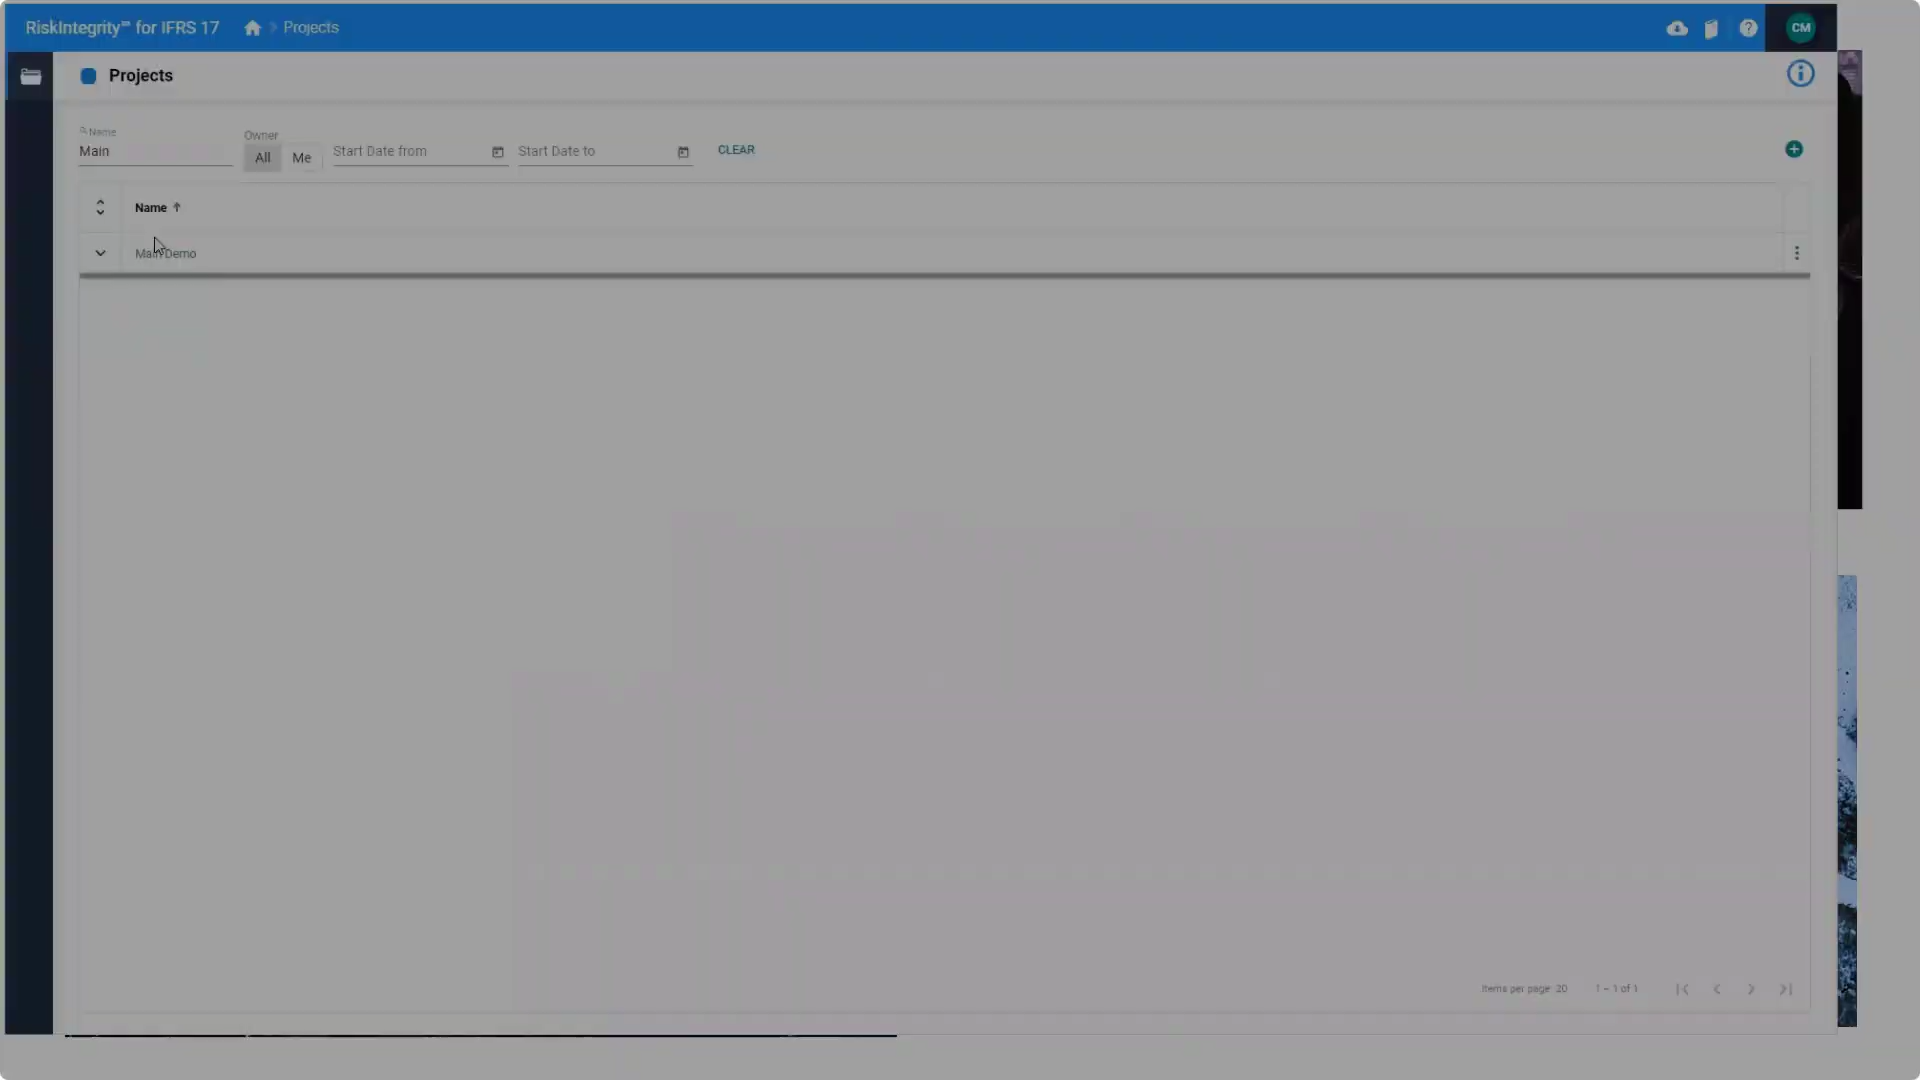 RiskIntegrity™ for IFRS 17
Projects
CM
Projects
Name
Main
Owner
All
Me
Start Date from
Start Date to
CLEAR
Name
Main Demo
Items per page: 20
1 – 1 of 1